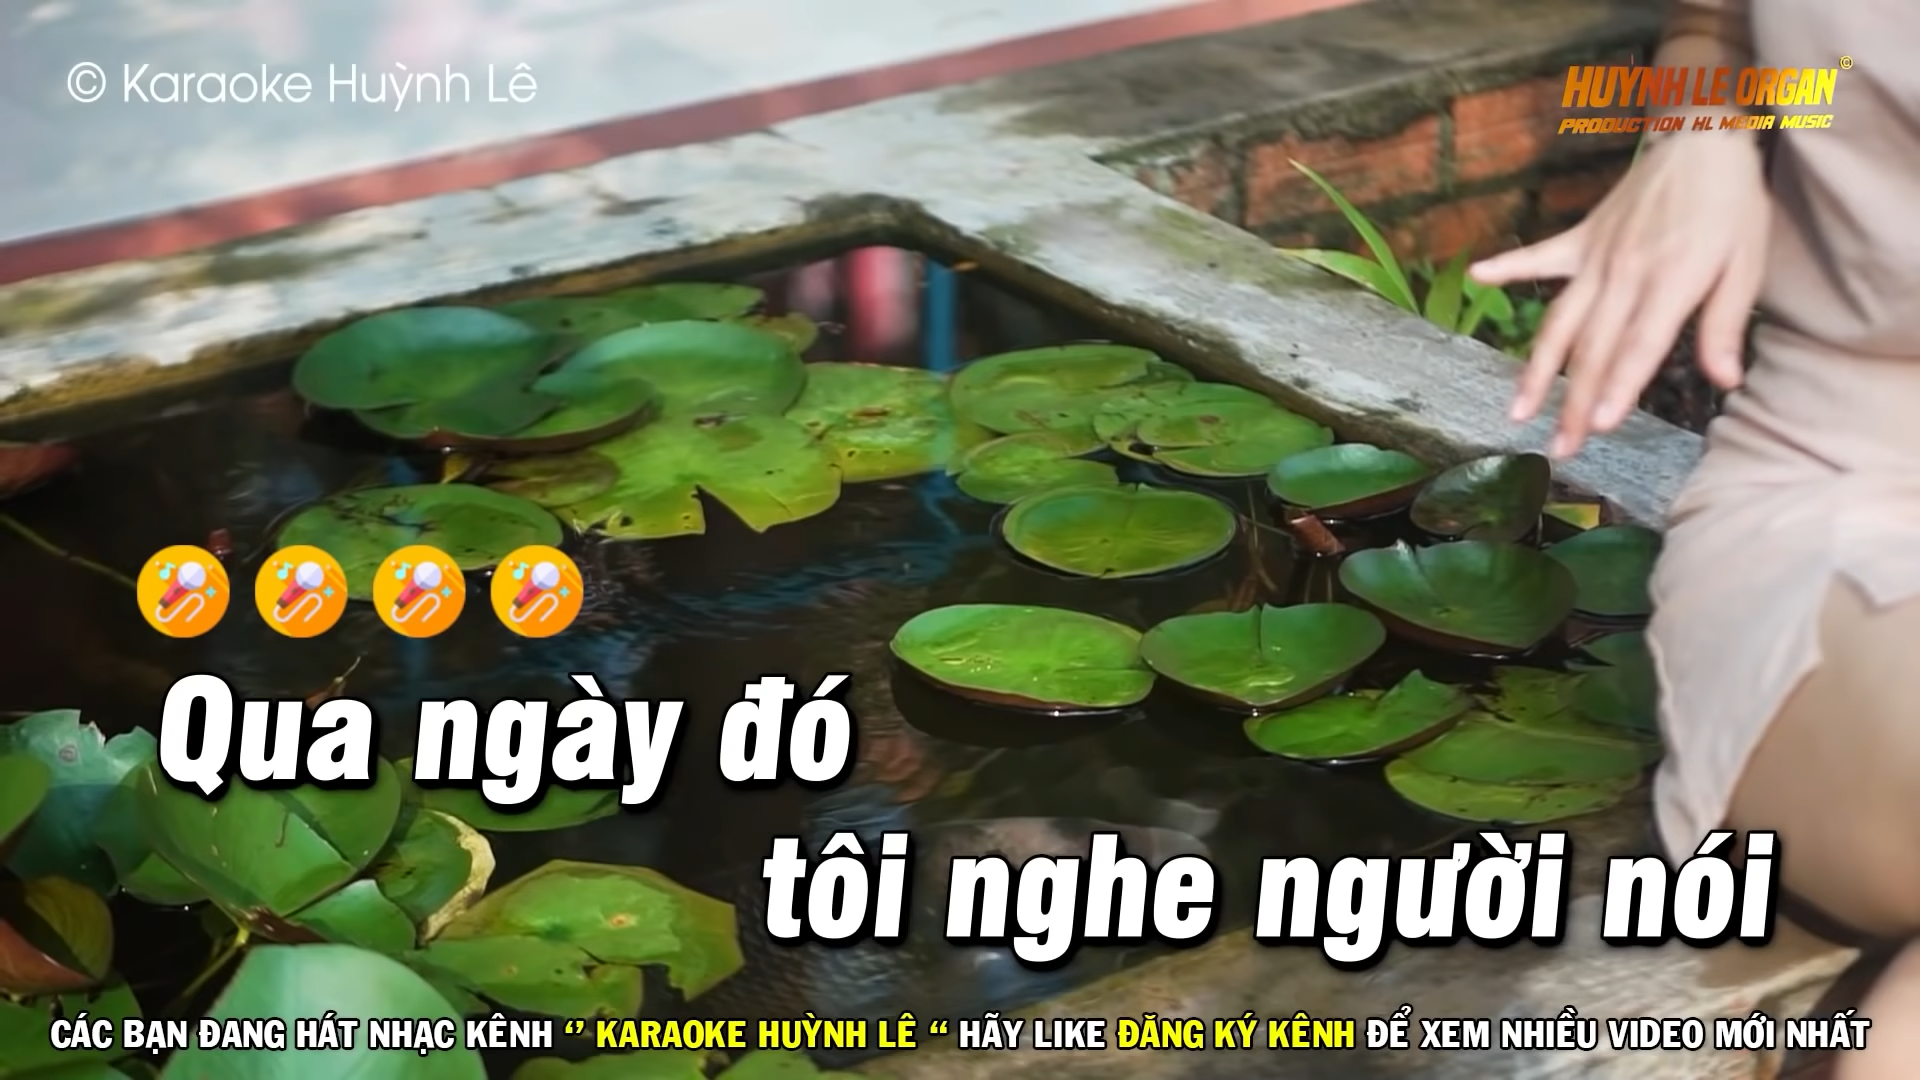 © Karaoke Huỳnh Lê
HUYNH LE ORGAN ©
PRODUCTION HL MEDIA MUSIC
Qua ngày đó
tôi nghe người nói
CÁC BẠN ĐANG HÁT NHẠC KÊNH ‘’ KARAOKE HUỲNH LÊ “ HÃY LIKE ĐĂNG KÝ KÊNH ĐỂ XEM NHIỀU VIDEO MỚI NHẤT